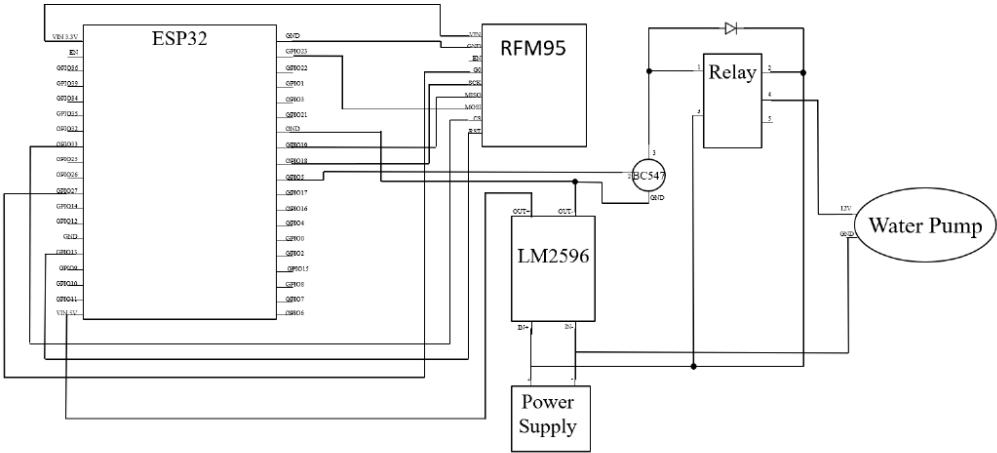 ESP32
VIN 3.3V
EN
GPIO36
GPIO39
GPIO34
GPIO35
GPIO32
GPIO33
GPIO25
GPIO26
GPIO27
GPIO14
GPIO12
GND
GPIO13
GPIO9
GPIO10
GPIO11
VIN 5V
GND
GPIO23
GPIO22
GPIO1
GPIO3
GPIO21
GND
GPIO19
GPIO18
GPIO5
GPIO17
GPIO16
GPIO4
GPIO0
GPIO2
GPIO15
GPIO8
GPIO7
GPIO6
RFM95
VIN
GND
EN
G0
SCK
MISO
MOSI
CS
RST
Relay
1
2
3
4
5
3
BC547
GND
OUT+
OUT-
LM2596
IN+
IN-
Power
Supply
12V
GND
Water Pump